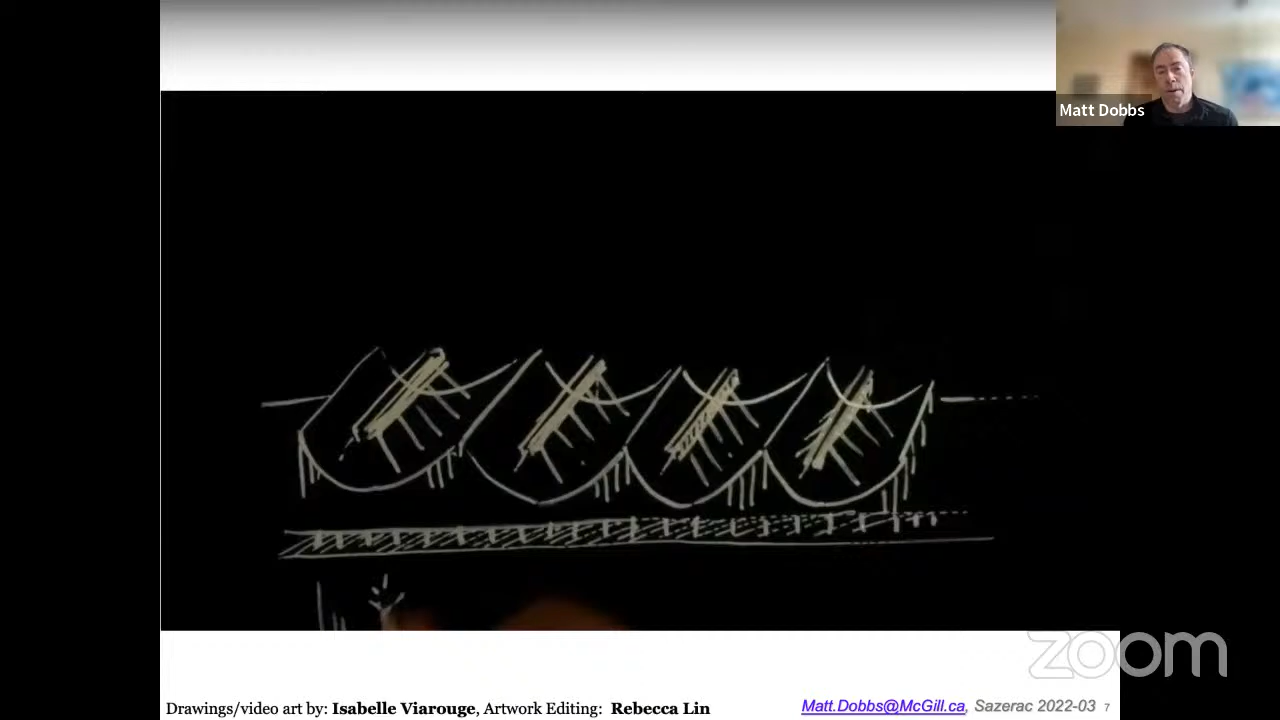 Matt Dobbs
zoom
Drawings/video art by: Isabelle Viarouge, Artwork Editing: Rebecca Lin
Matt.Dobbs@McGill.ca, Sazerac 2022-03 7